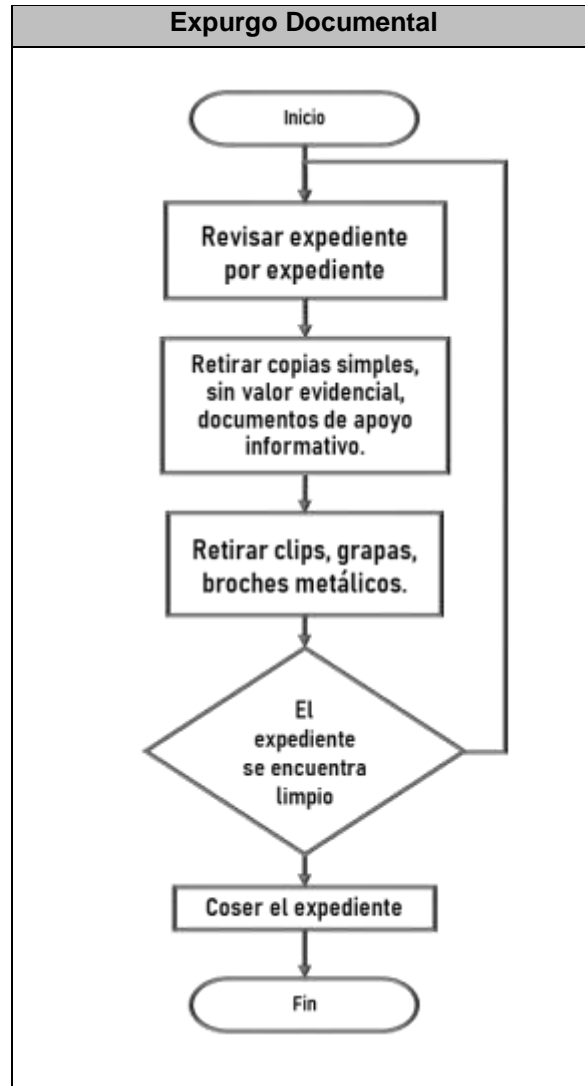 Expurgo Documental
Inicio
Revisar expediente
por expediente
Retirar copias simples,
sin valor evidencial,
documentos de apoyo
informativo.
Retirar clips, grapas,
broches metálicos.
El
expediente
se encuentra
limpio
Coser el expediente
Fin